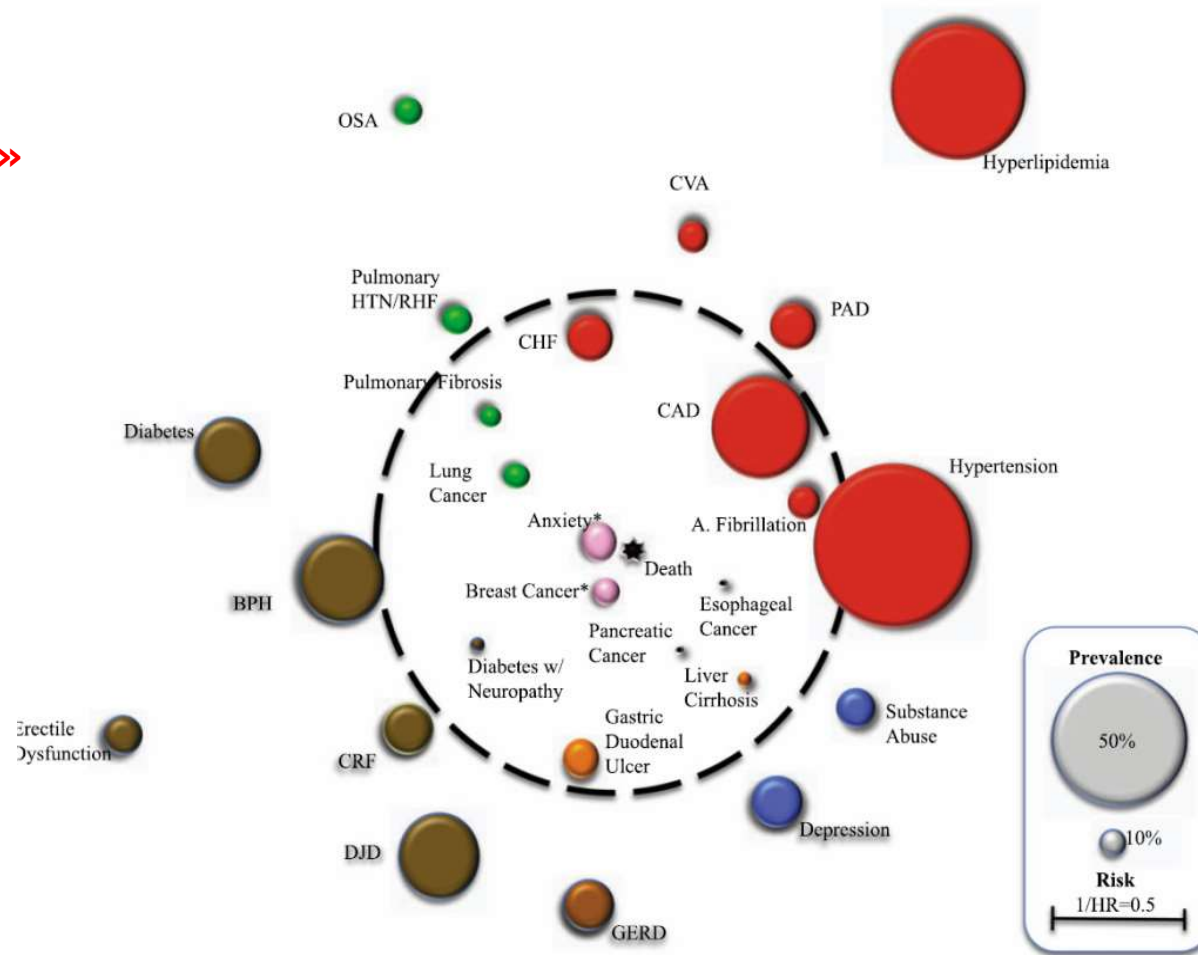 »
OSA
Hyperlipidemia
CVA
Pulmonary
HTN/RHF
PAD
CHF
Pulmonary Fibrosis
CAD
Diabetes
Hypertension
Lung
Cancer
Anxiety*
A. Fibrillation
Death
Breast Cancer*
Esophageal
Cancer
BPH
Pancreatic
Cancer
Diabetes w/
Neuropathy
Liver
Cirrhosis
Prevalence
50%
10%
Risk
1/HR=0.5
Substance
Abuse
Gastric
Duodenal
Ulcer
Erectile
Dysfunction
CRF
Depression
DJD
GERD